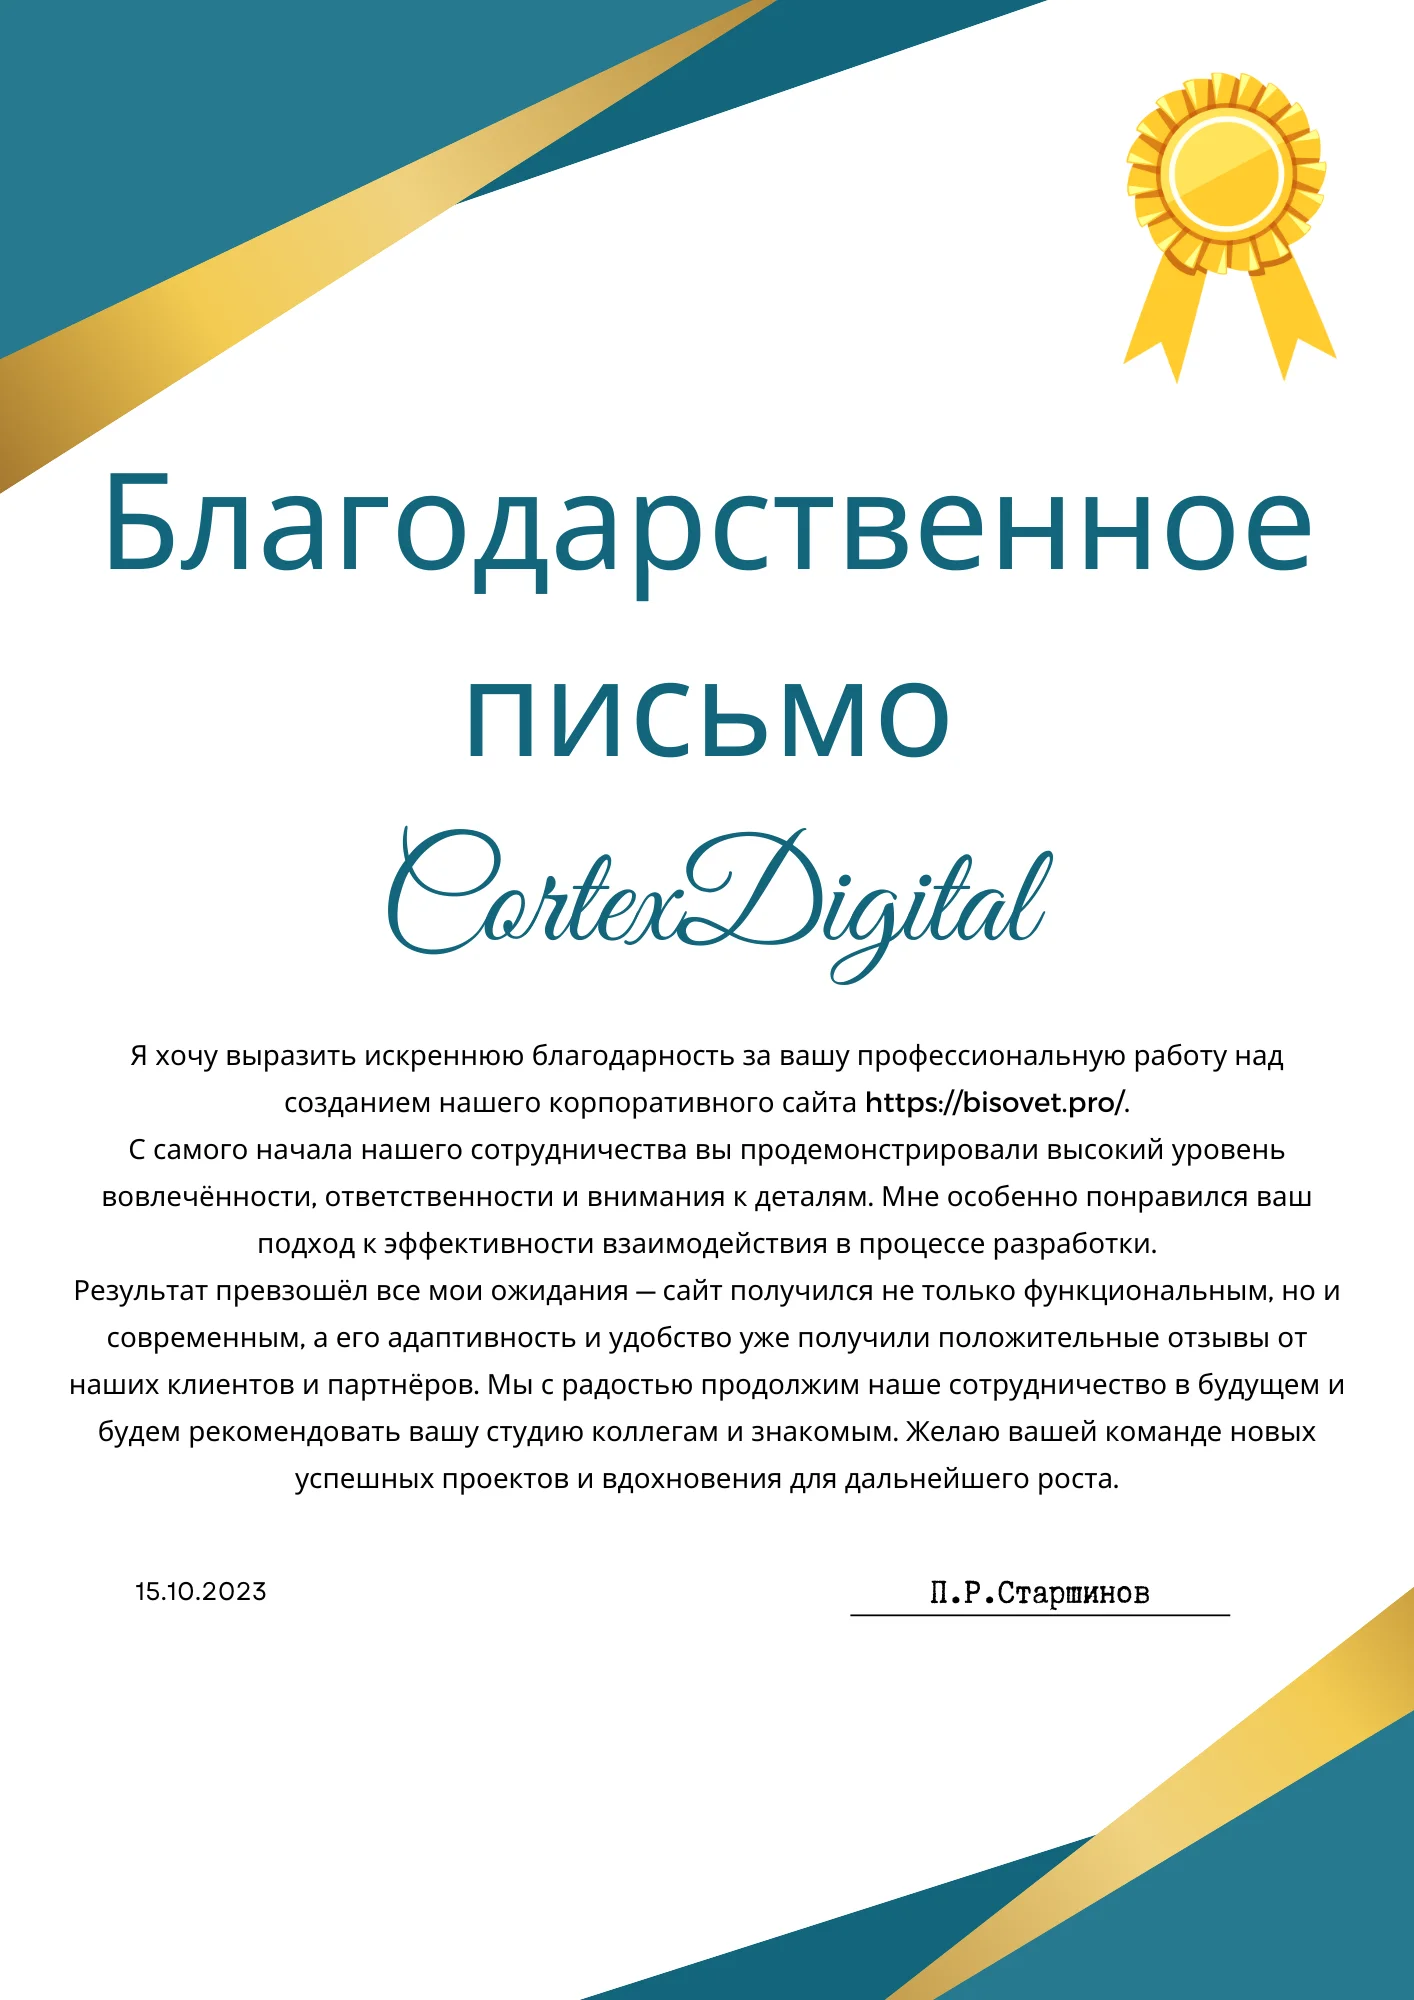 Благодарственное
письмо
CortexDigital
Я хочу выразить искреннюю благодарность за вашу профессиональную работу над
созданием нашего корпоративного сайта https://bisovet.pro/.
С самого начала нашего сотрудничества вы продемонстрировали высокий уровень
вовлечённости, ответственности и внимания к деталям. Мне особенно понравился ваш
подход к эффективности взаимодействия в процессе разработки.
Результат превзошёл все мои ожидания — сайт получился не только функциональным, но и
современным, а его адаптивность и удобство уже получили положительные отзывы от
наших клиентов и партнёров. Мы с радостью продолжим наше сотрудничество в будущем и
будем рекомендовать вашу студию коллегам и знакомым. Желаю вашей команде новых
успешных проектов и вдохновения для дальнейшего роста.
15.10.2023
П.Р.Старшинов